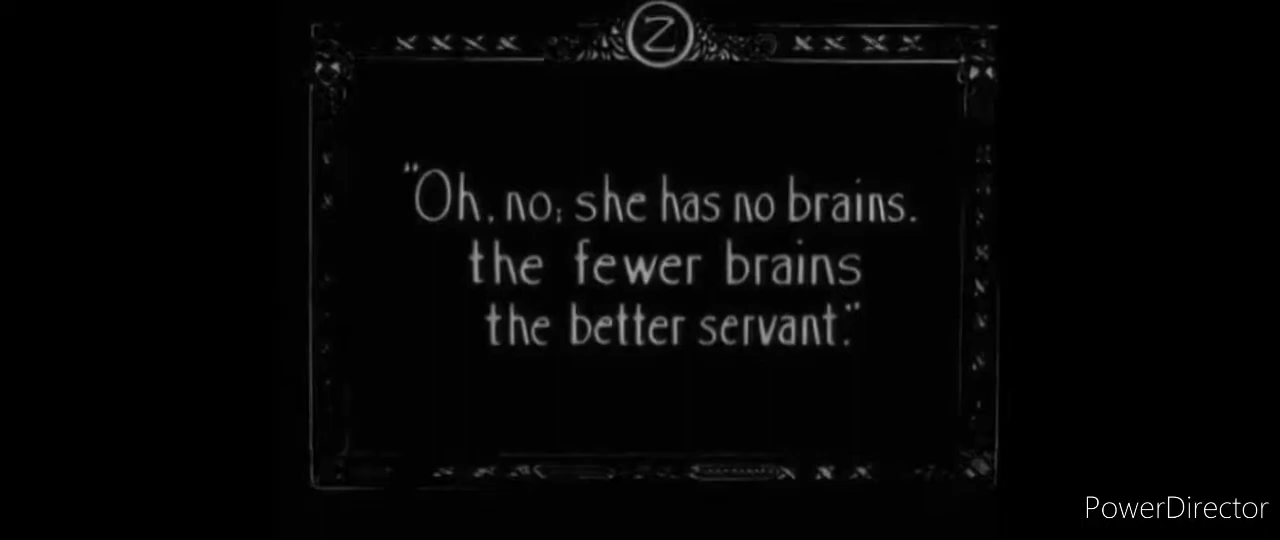 Z
"Oh, no; she has no brains.
the fewer brains
the better servant."
PowerDirector